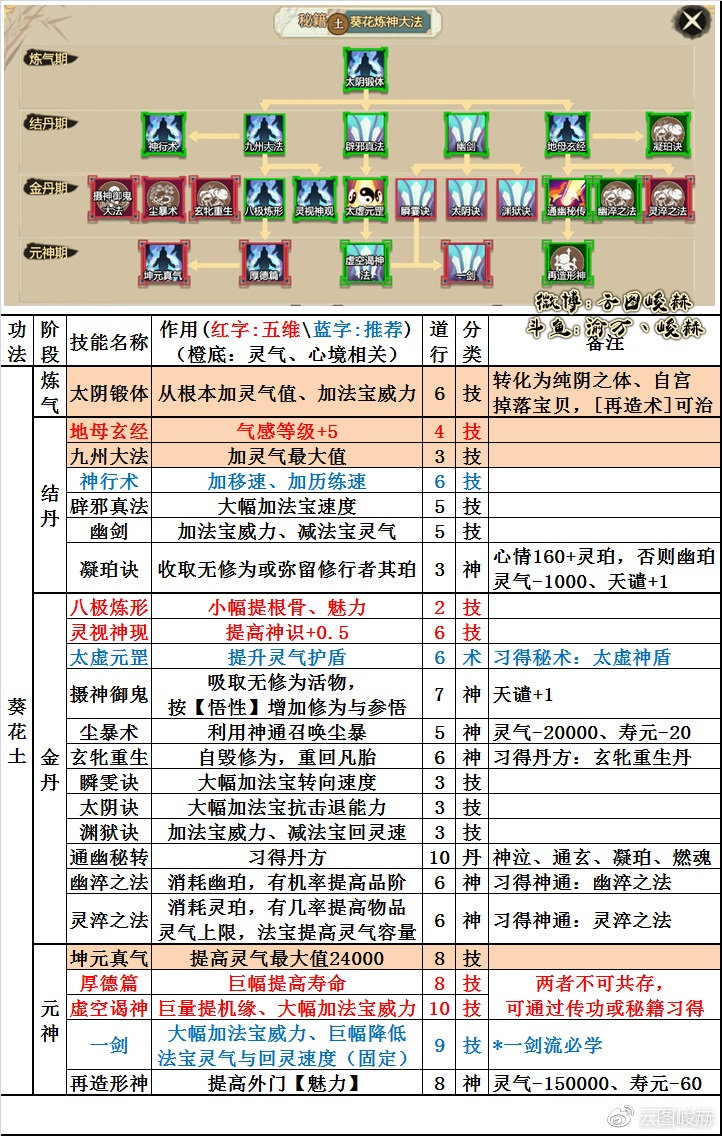 秘籍 土 葵花炼神大法
炼气期
太阴锻体
结丹期
神行术 九州大法 辟邪真法 幽剑 地母玄经 凝珀诀
金丹期
摄神御鬼大法 尘暴术 玄牝重生 八极炼形 灵视神观 太虚元罡 瞬雯诀 太阴诀 渊狱诀 通幽秘传 幽淬之法 灵淬之法
元神期
坤元真气 厚德篇 虚空谒神法 一剑 再造形神
微博:云图峻赫
斗鱼:渝万丶峻赫
功法 阶段 技能名称 作用(红字:五维\蓝字:推荐)(橙底:灵气、心境相关) 道行 分类 备注
葵花土
炼气 太阴锻体 从根本加灵气值、加法宝威力 6 技 转化为纯阴之体、自宫
掉落宝贝,[再造术]可治
结丹
地母玄经 气感等级+5 4 技
九州大法 加灵气最大值 3 技
神行术 加移速、加历练速 6 技
辟邪真法 大幅加法宝速度 5 技
幽剑 加法宝威力、减法宝灵气 5 技
凝珀诀 收取无修为或弥留修行者其珀 3 神 心情160+灵珀,否则幽珀
灵气-1000、天谴+1
金丹
八极炼形 小幅提根骨、魅力 2 技
灵视神现 提高神识+0.5 6 技
太虚元罡 提升灵气护盾 6 术 习得秘术:太虚神盾
摄神御鬼 吸取无修为活物,
按【悟性】增加修为与参悟 7 神 天谴+1
尘暴术 利用神通召唤尘暴 5 神 灵气-20000、寿元-20
玄牝重生 自毁修为,重回凡胎 6 神 习得丹方:玄牝重生丹
瞬雯诀 大幅加法宝转向速度 3 技
太阴诀 大幅加法宝抗击退能力 3 技
渊狱诀 加法宝威力、减法宝回灵速 3 技
通幽秘转 习得丹方 10 丹 神泣、通玄、凝珀、燃魂
幽淬之法 消耗幽珀,有机率提高品阶 6 神 习得神通:幽淬之法
灵淬之法 消耗灵珀,有几率提高物品
灵气上限,法宝提高灵气容量 6 神 习得神通:灵淬之法
元神
坤元真气 提高灵气最大值24000 8 技
厚德篇 巨幅提高寿命 8 技 两者不可共存,
虚空谒神 巨量提机缘、大幅加法宝威力 10 技 可通过传功或秘籍习得
一剑 大幅加法宝威力、巨幅降低
法宝灵气与回灵速度(固定) 9 技 *一剑流必学
再造形神 提高外门【魅力】 8 神 灵气-150000、寿元-60
云图峻赫